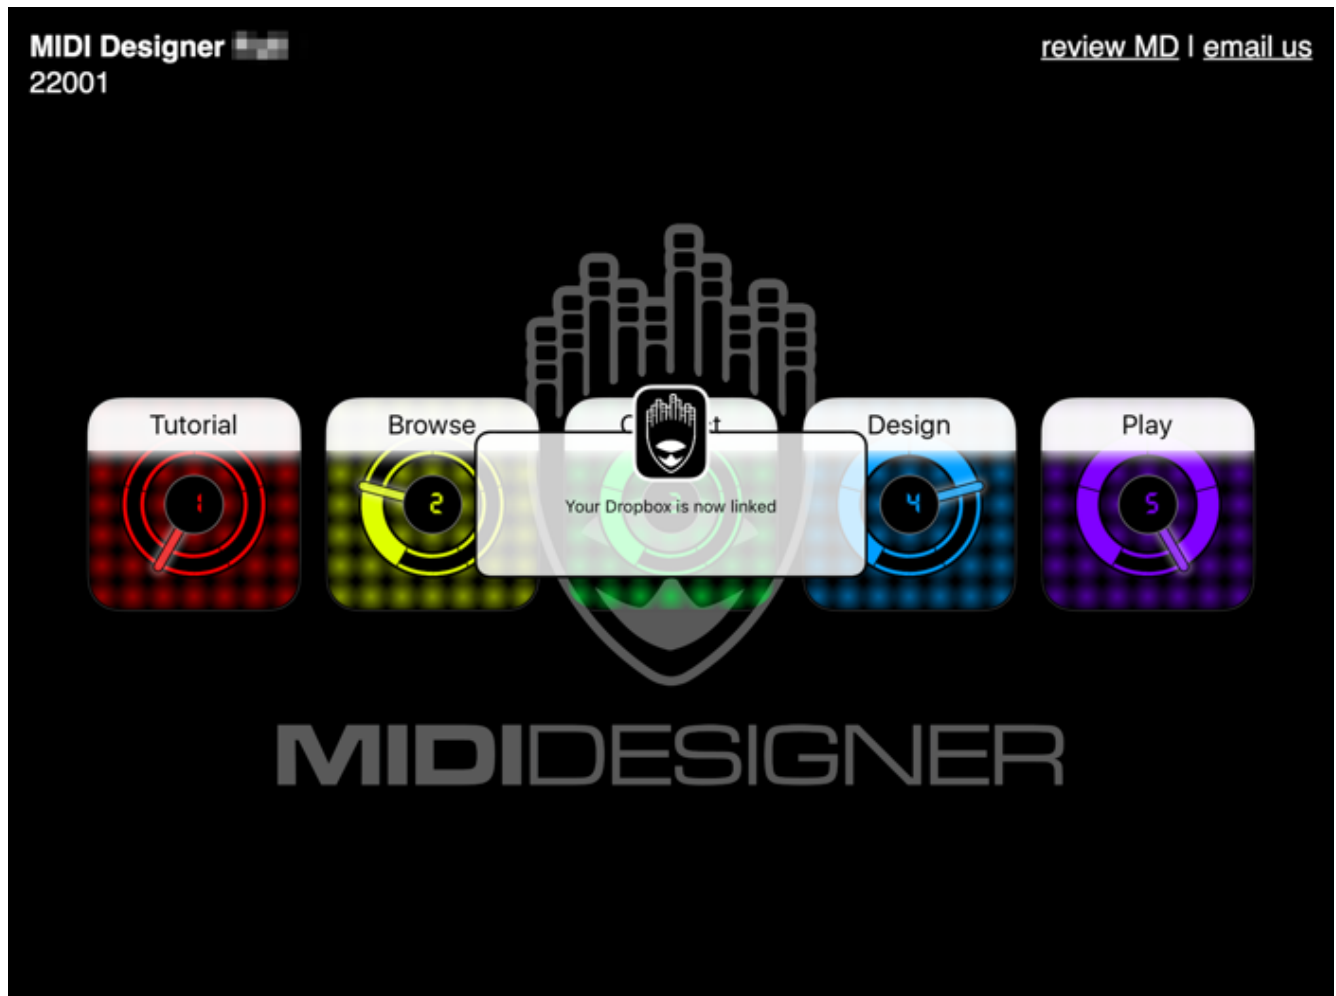 MIDI Designer
22001
review MD | email us
Tutorial
Browse
Design
Play
1
2
4
5
Your Dropbox is now linked
MIDIDESIGNER